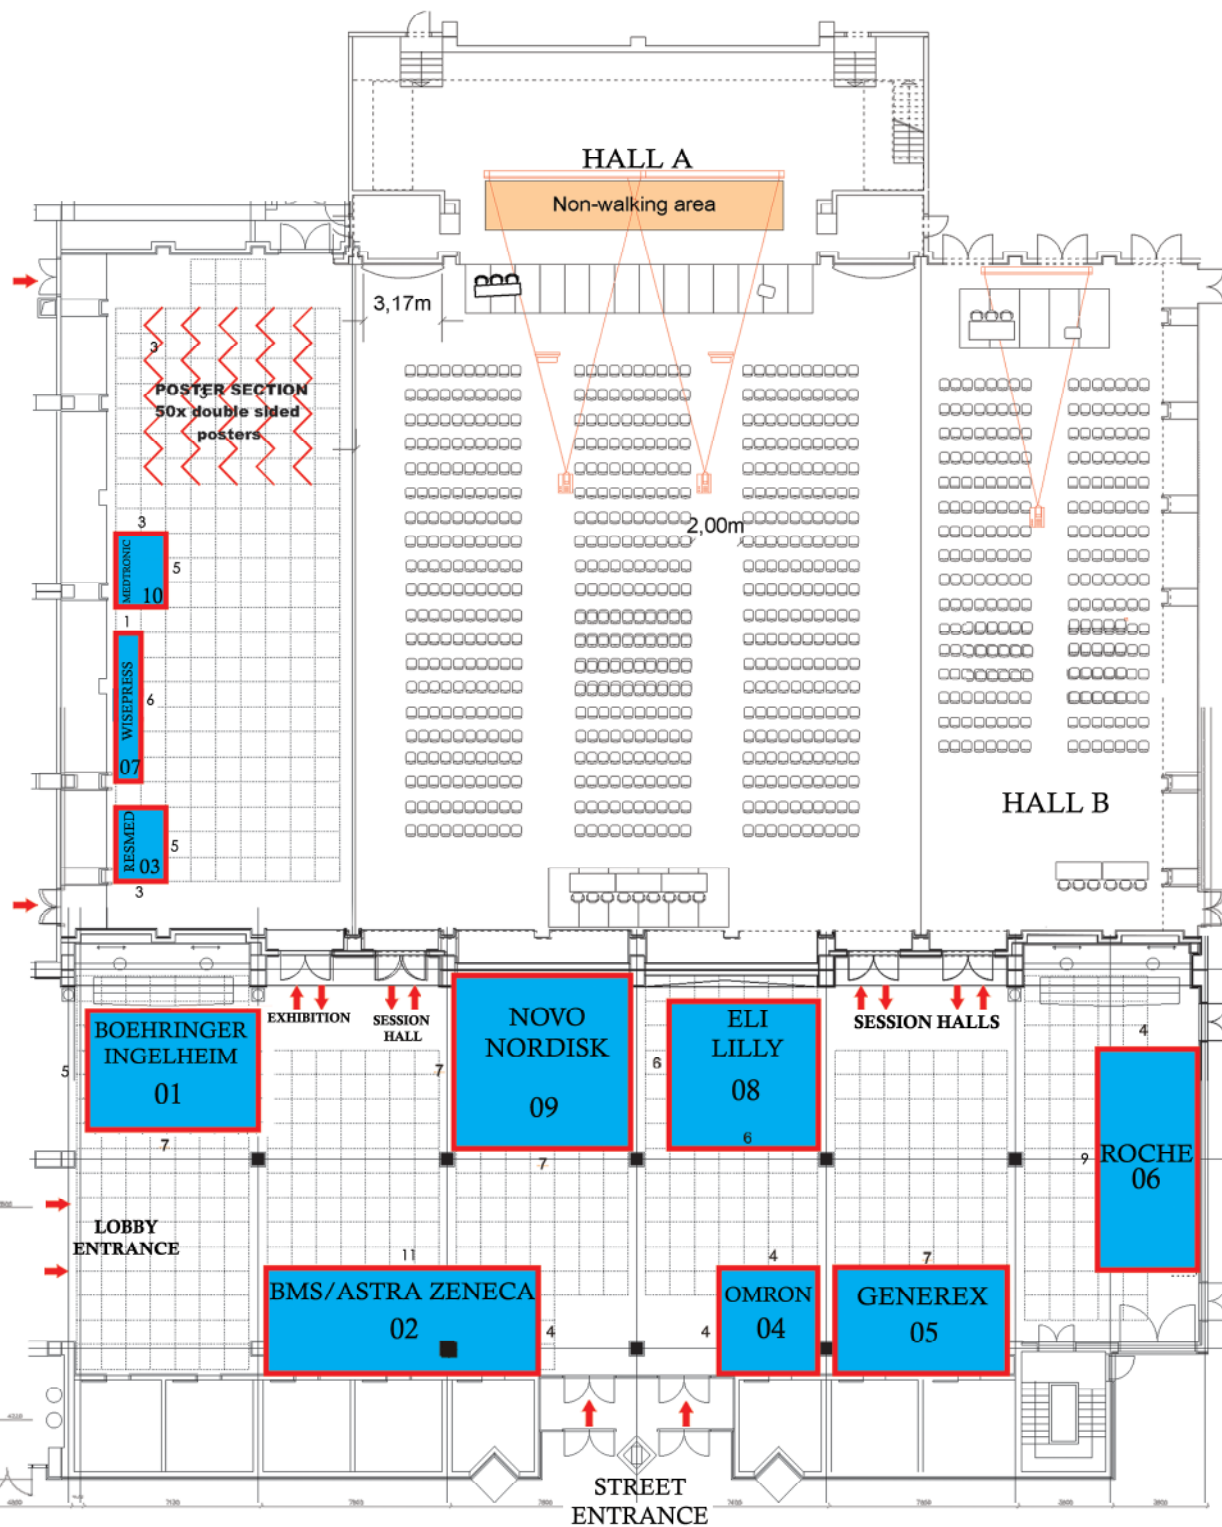 HALL A
Non-walking area
3,17m
3
POSTER SECTION
3
50x double sided
posters
2,00m
3
MEDTRONIC
10
5
1
WISEPRESS
07
6
RESMED
03
5
3
HALL B
EXHIBITION
SESSION
HALL
SESSION HALLS
BOEHRINGER
INGELHEIM
01
5
7
NOVO
NORDISK
09
7
7
ELI
LILLY
08
6
6
4
ROCHE
06
9
LOBBY
ENTRANCE
11
BMS/ASTRA ZENECA
02
4
4
OMRON
04
4
7
GENEREX
05
STREET
ENTRANCE